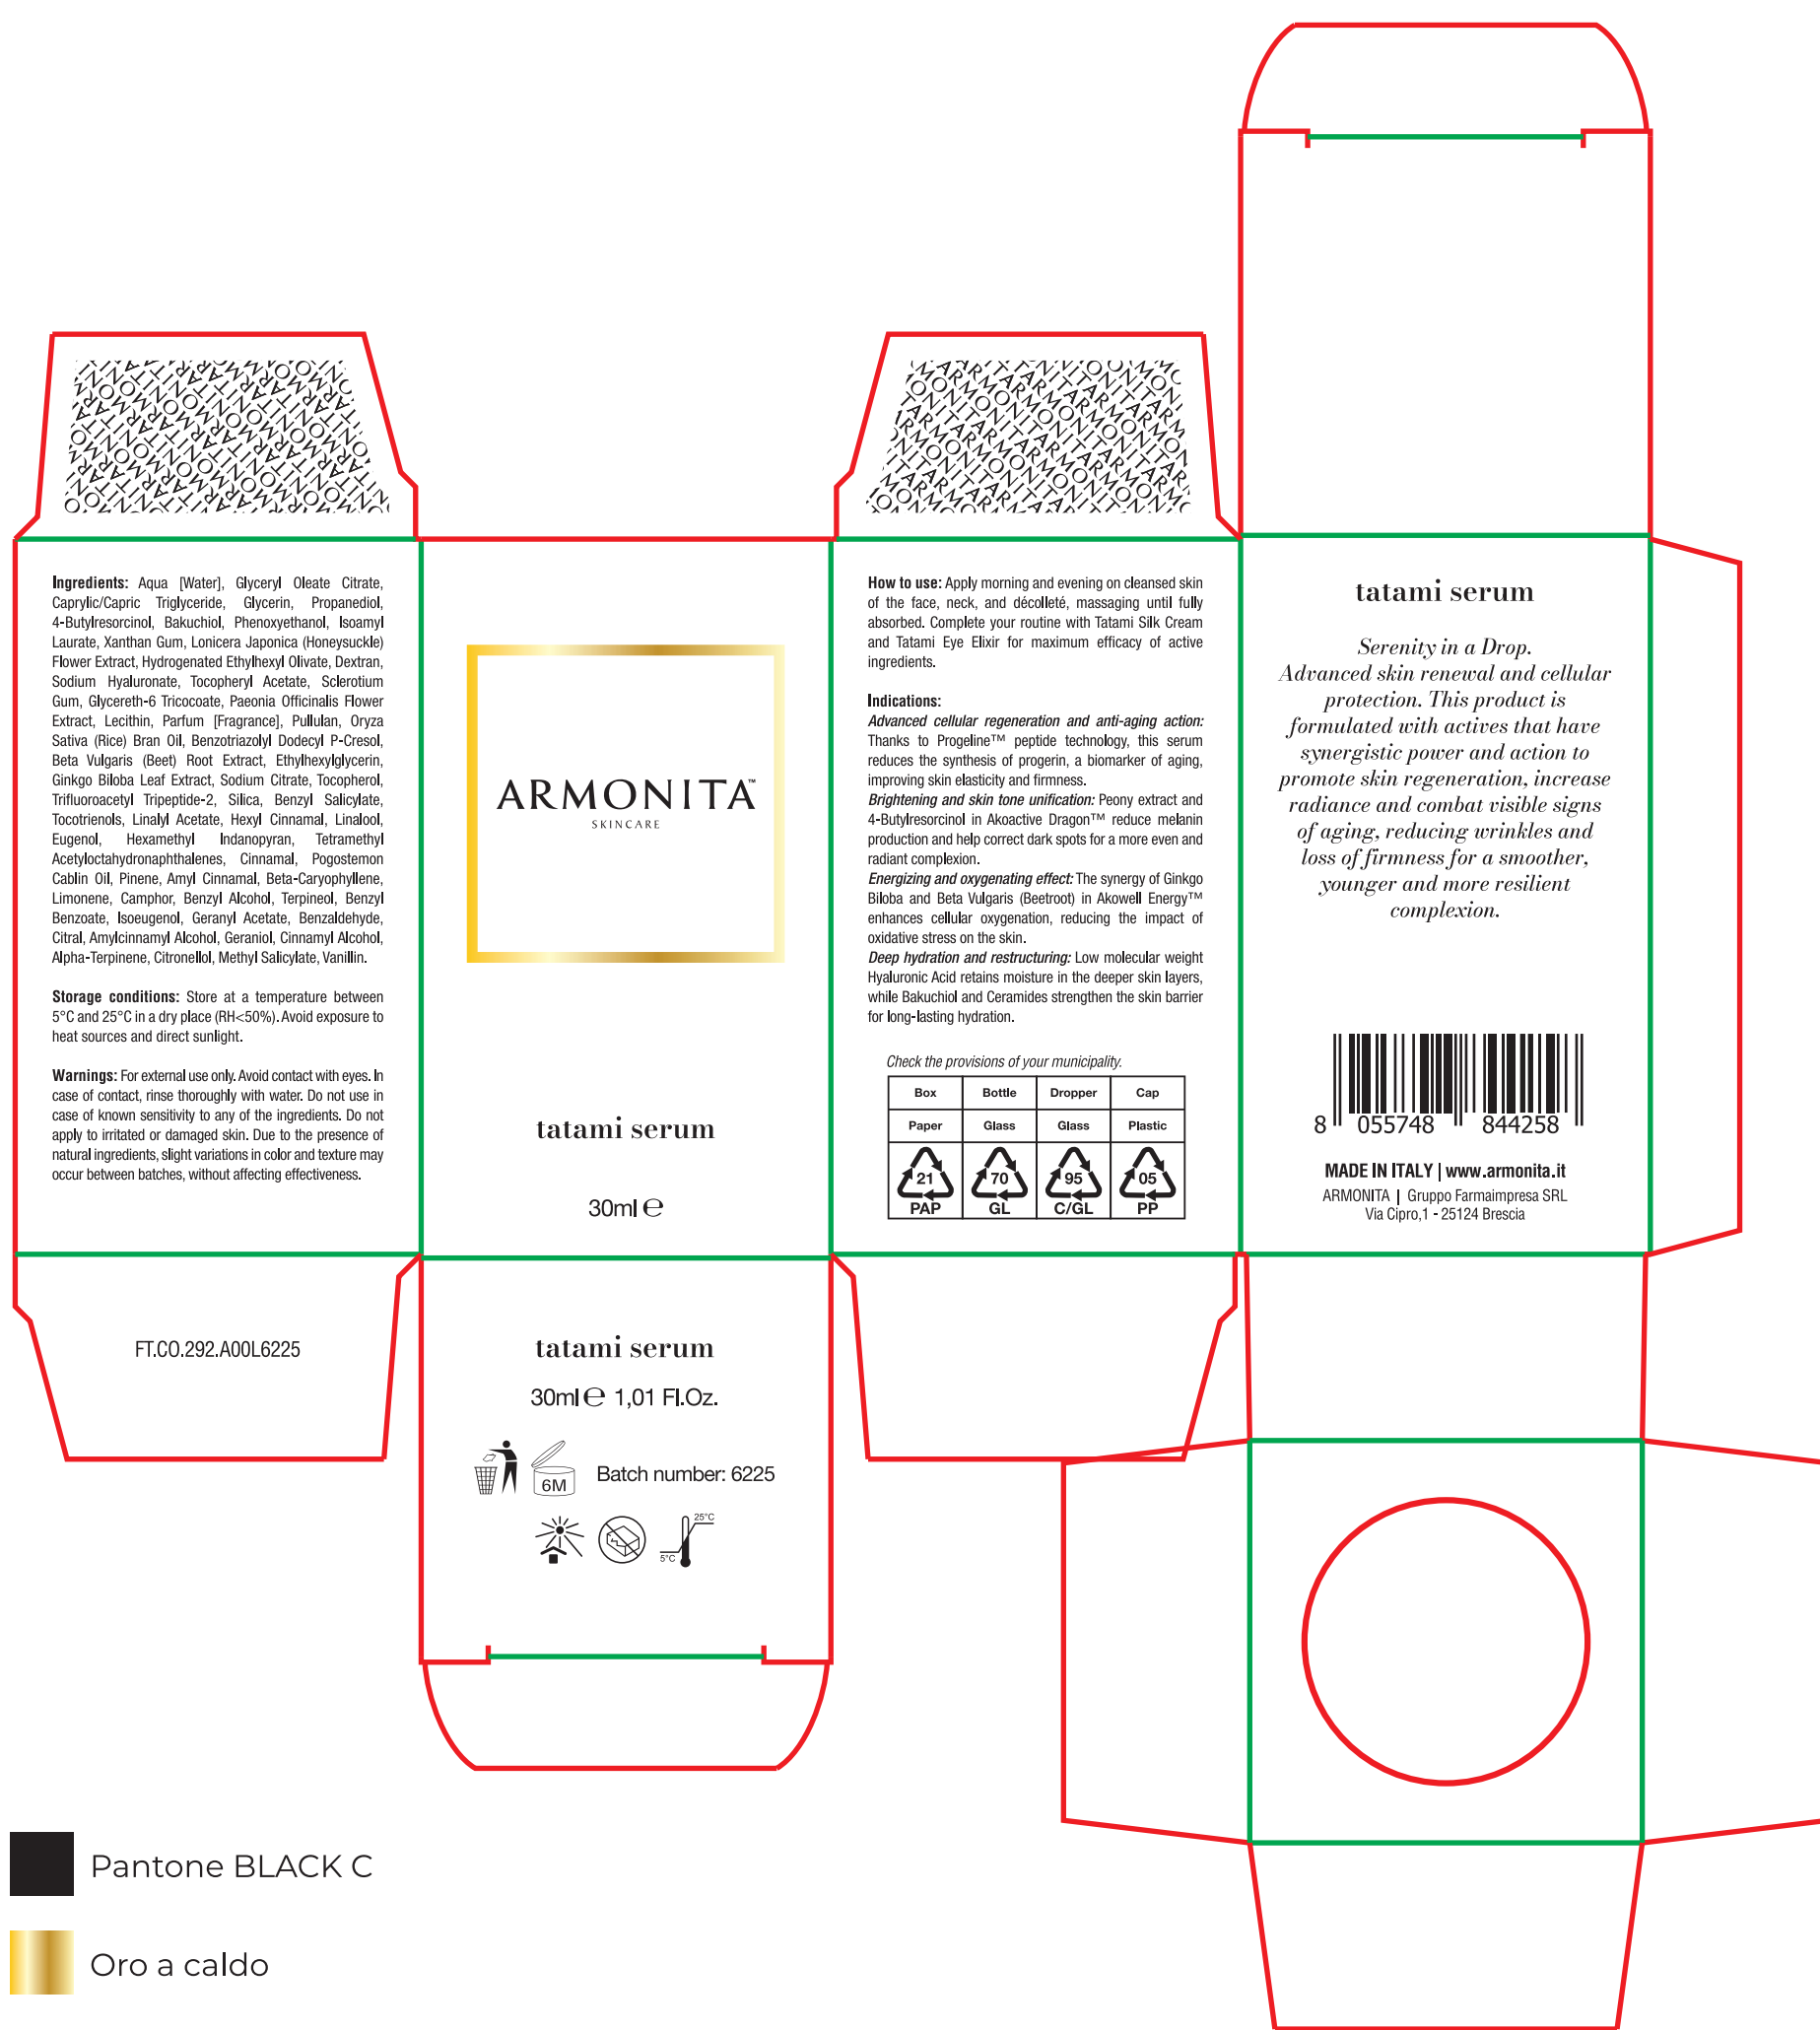 Ingredients: Aqua [Water], Glyceryl Oleate Citrate,
Caprylic/Capric Triglyceride, Glycerin, Propanediol,
4-Butylresorcinol, Bakuchiol, Phenoxyethanol, Isoamyl
Laurate, Xanthan Gum, Lonicera Japonica (Honeysuckle)
Flower Extract, Hydrogenated Ethylhexyl Olivate, Dextran,
Sodium Hyaluronate, Tocopheryl Acetate, Sclerotium
Gum, Glycereth-6 Tricocoate, Paeonia Officinalis Flower
Extract, Lecithin, Parfum [Fragrance], Pullulan, Oryza
Sativa (Rice) Bran Oil, Benzotriazolyl Dodecyl P-Cresol,
Beta Vulgaris (Beet) Root Extract, Ethylhexylglycerin,
Ginkgo Biloba Leaf Extract, Sodium Citrate, Tocopherol,
Trifluoroacetyl Tripeptide-2, Silica, Benzyl Salicylate,
Tocotrienols, Linalyl Acetate, Hexyl Cinnamal, Linalool,
Eugenol, Hexamethyl Indanopyran, Tetramethyl
Acetyloctahydronaphthalenes, Cinnamal, Pogostemon
Cablin Oil, Pinene, Amyl Cinnamal, Beta-Caryophyllene,
Limonene, Camphor, Benzyl Alcohol, Terpineol, Benzyl
Benzoate, Isoeugenol, Geranyl Acetate, Benzaldehyde,
Citral, Amylcinnamyl Alcohol, Geraniol, Cinnamyl Alcohol,
Alpha-Terpinene, Citronellol, Methyl Salicylate, Vanillin.
Storage conditions: Store at a temperature between
5°C and 25°C in a dry place (RH<50%). Avoid exposure to
heat sources and direct sunlight.
Warnings: For external use only. Avoid contact with eyes. In
case of contact, rinse thoroughly with water. Do not use in
case of known sensitivity to any of the ingredients. Do not
apply to irritated or damaged skin. Due to the presence of
natural ingredients, slight variations in color and texture may
occur between batches, without affecting effectiveness.
FT.CO.292.A00L6225
ARMONITA™
SKINCARE
tatami serum
30ml ℮
tatami serum
30ml ℮ 1,01 Fl.Oz.
6M
Batch number: 6225
25°C
5°C
How to use: Apply morning and evening on cleansed skin
of the face, neck, and décolleté, massaging until fully
absorbed. Complete your routine with Tatami Silk Cream
and Tatami Eye Elixir for maximum efficacy of active
ingredients.
Indications:
Advanced cellular regeneration and anti-aging action:
Thanks to Progeline™ peptide technology, this serum
reduces the synthesis of progerin, a biomarker of aging,
improving skin elasticity and firmness.
Brightening and skin tone unification: Peony extract and
4-Butylresorcinol in Akoactive Dragon™ reduce melanin
production and help correct dark spots for a more even and
radiant complexion.
Energizing and oxygenating effect: The synergy of Ginkgo
Biloba and Beta Vulgaris (Beetroot) in Akowell Energy™
enhances cellular oxygenation, reducing the impact of
oxidative stress on the skin.
Deep hydration and restructuring: Low molecular weight
Hyaluronic Acid retains moisture in the deeper skin layers,
while Bakuchiol and Ceramides strengthen the skin barrier
for long-lasting hydration.
Check the provisions of your municipality.
Box Bottle Dropper Cap
Paper Glass Glass Plastic
21 70 95 05
PAP GL C/GL PP
tatami serum
Serenity in a Drop.
Advanced skin renewal and cellular
protection. This product is
formulated with actives that have
synergistic power and action to
promote skin regeneration, increase
radiance and combat visible signs
of aging, reducing wrinkles and
loss of firmness for a smoother,
younger and more resilient
complexion.
8 055748 844258
MADE IN ITALY | www.armonita.it
ARMONITA | Gruppo Farmaimpresa SRL
Via Cipro,1 - 25124 Brescia
Pantone BLACK C
Oro a caldo